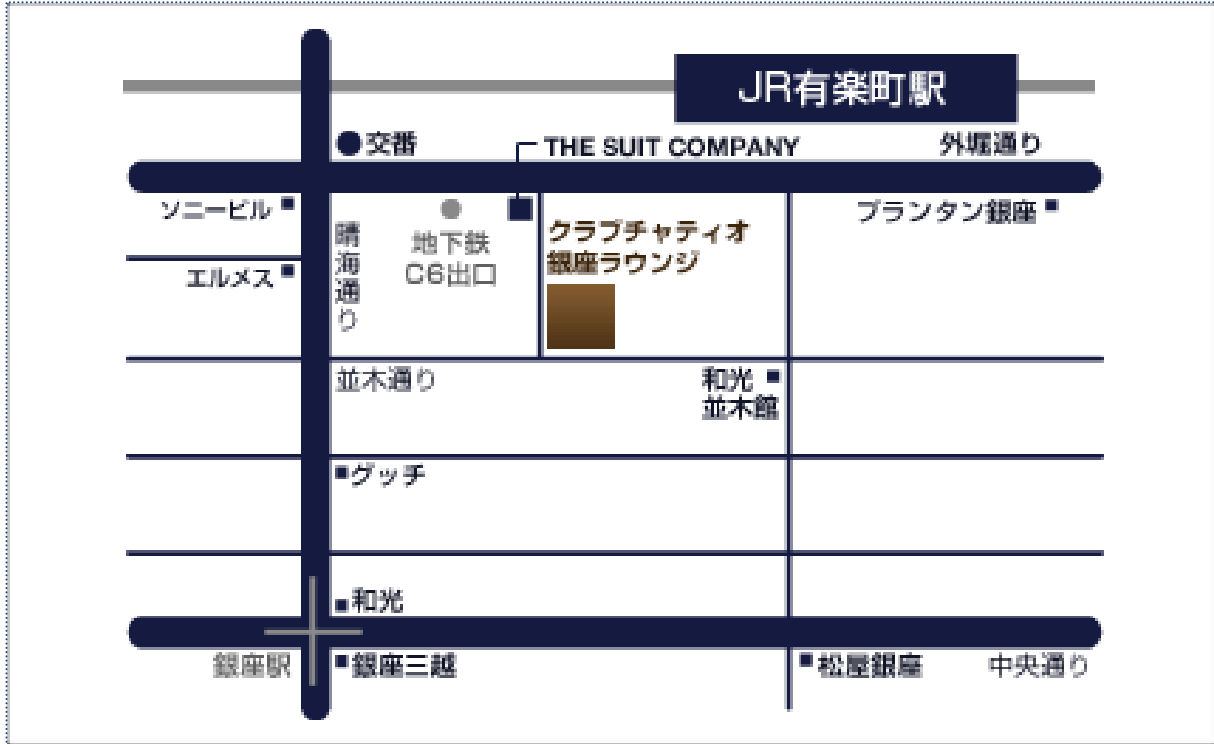 JR有楽町駅
交番
THE SUIT COMPANY
外堀通り
ソニービル
プランタン銀座
晴海通り
地下鉄
C6出口
クラブチャティオ
銀座ラウンジ
エルメス
並木通り
和光
並木館
グッチ
和光
銀座駅
銀座三越
松屋銀座
中央通り